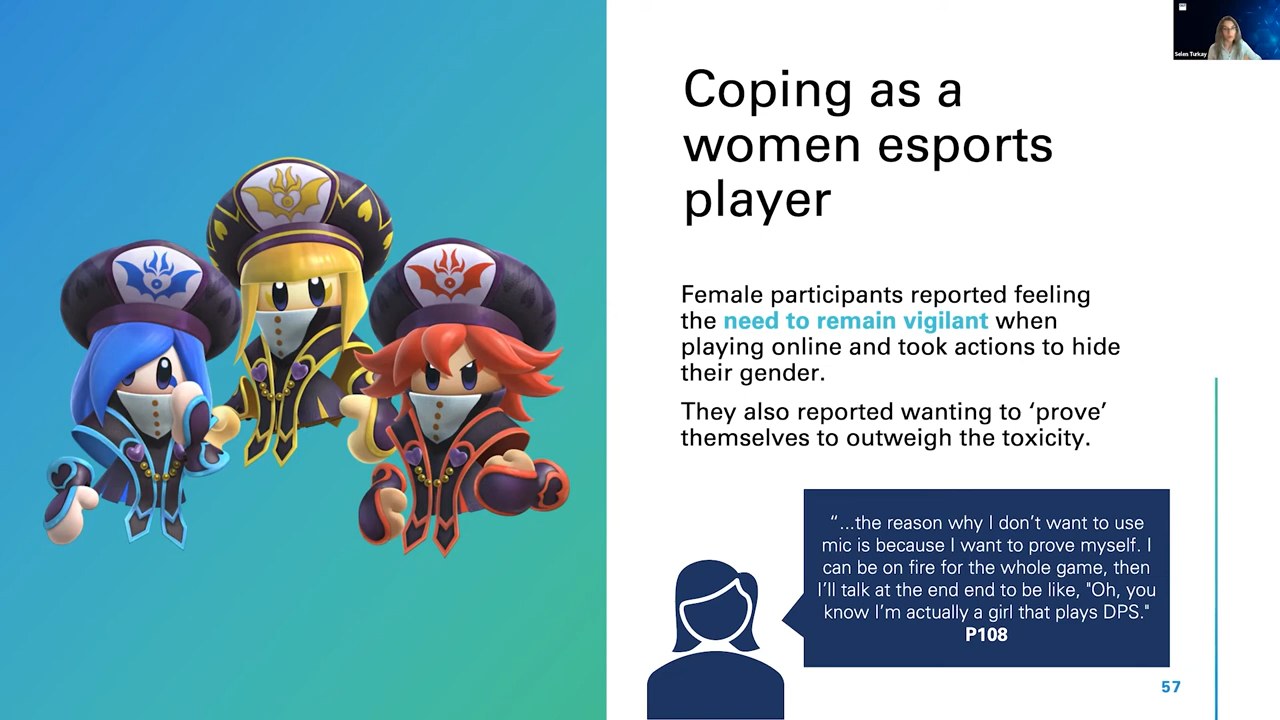 Selen Turkay
Coping as a
women esports
player
Female participants reported feeling
the need to remain vigilant when
playing online and took actions to hide
their gender.
They also reported wanting to ‘prove’
themselves to outweigh the toxicity.
“...the reason why I don’t want to use
mic is because I want to prove myself. I
can be on fire for the whole game, then
I’ll talk at the end end to be like, "Oh, you
know I’m actually a girl that plays DPS."
P108
57